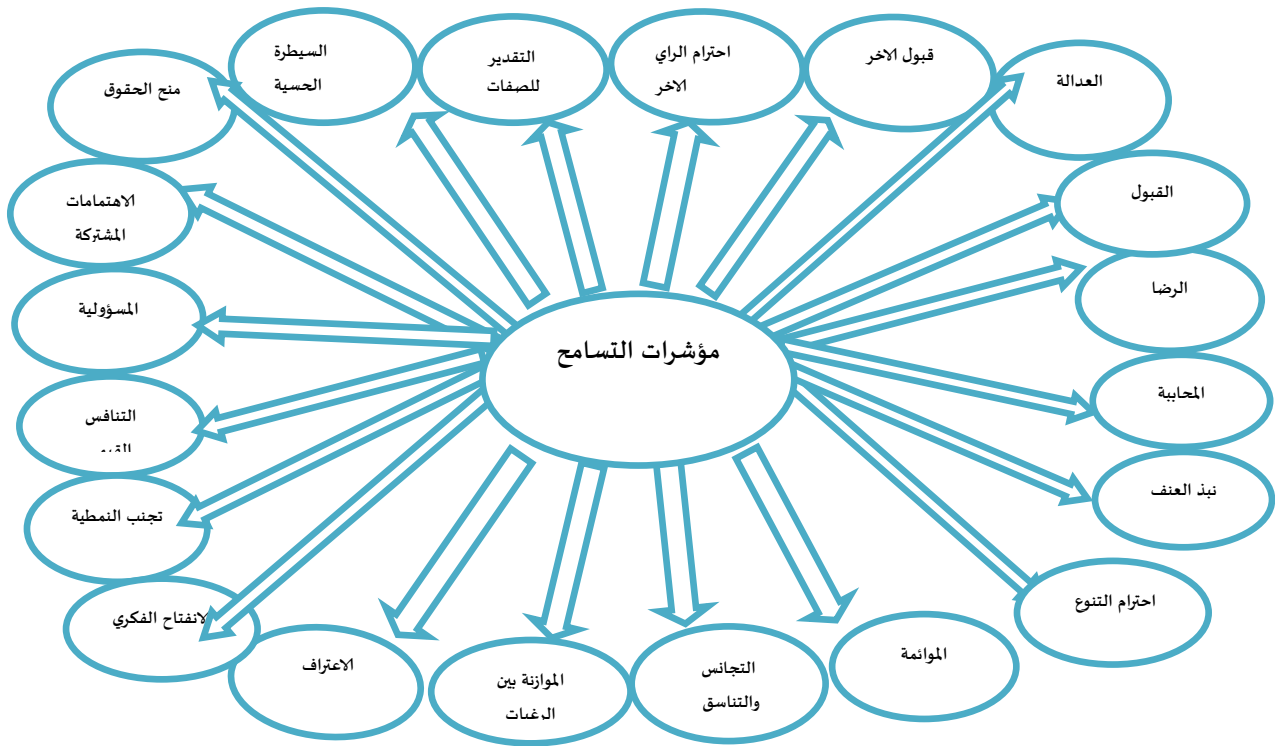 مؤشرات التسامح
العدالة
قبول الاخر
احترام الراي
الاخر
التقدير
للصفات
السيطرة
الحسية
منح الحقوق
الاهتمامات
المشتركة
المسؤولية
التنافس
تجنب النمطية
لانفتاح الفكري
الاعتراف
الموازنة بين
الرغبات
التجانس
والتناسق
الموائمة
احترام التنوع
نبذ العنف
المحاببة
الرضا
القبول